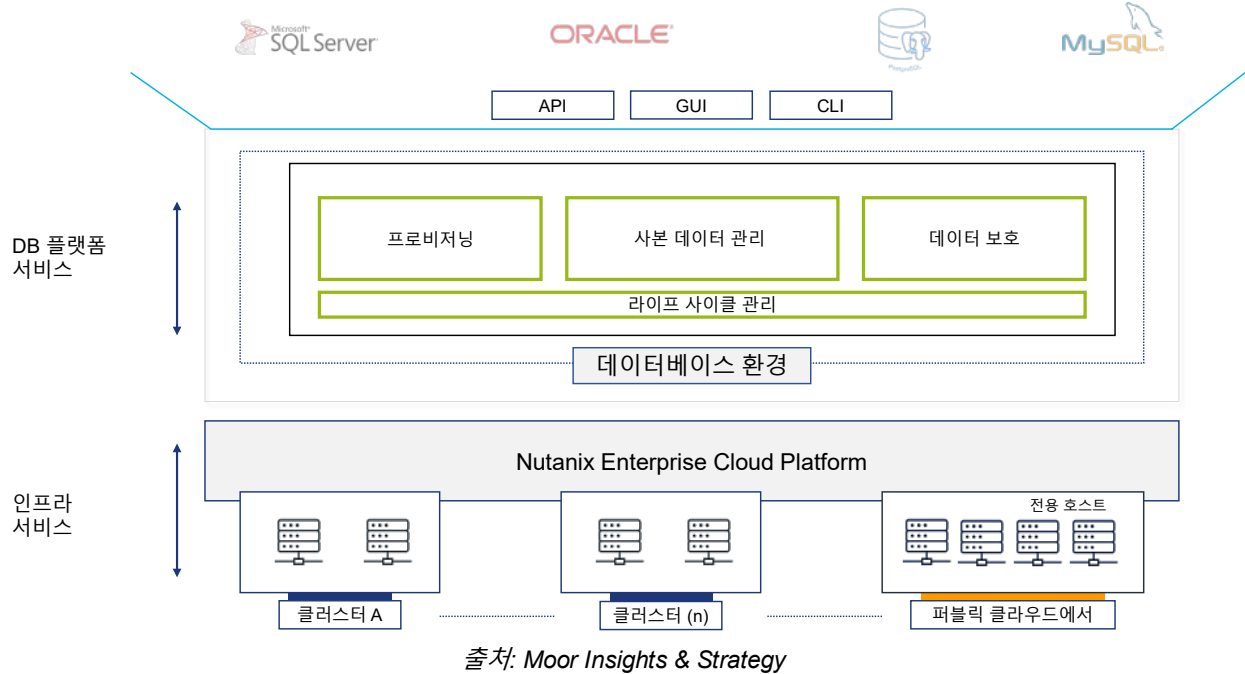 Microsoft
SQL Server
ORACLE
PostgreSQL
MySQL
API
GUI
CLI
DB 플랫폼
서비스
프로비저닝
사본 데이터 관리
데이터 보호
라이프 사이클 관리
데이터베이스 환경
Nutanix Enterprise Cloud Platform
인프라
서비스
전용 호스트
클러스터 A
클러스터 (n)
퍼블릭 클라우드에서
출처: Moor Insights & Strategy